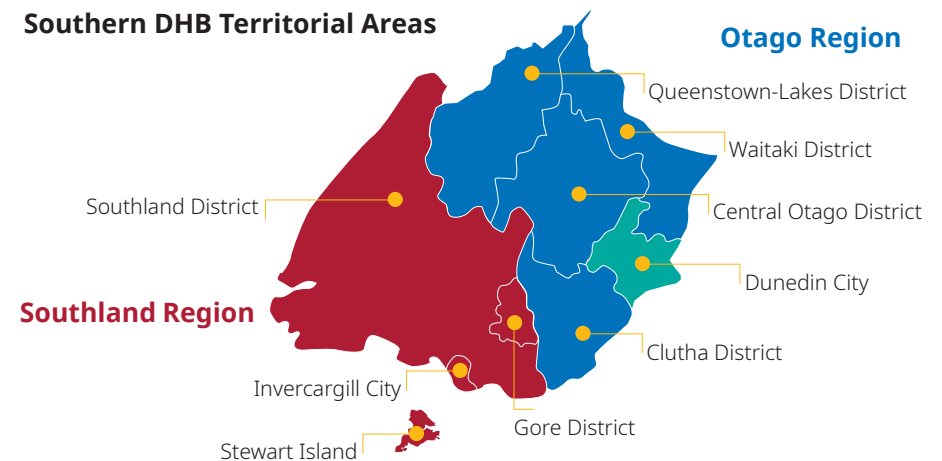 Southern DHB Territorial Areas
Otago Region
Queenstown-Lakes District
Waitaki District
Southland District
Central Otago District
Dunedin City
Southland Region
Clutha District
Invercargill City
Gore District
Stewart Island